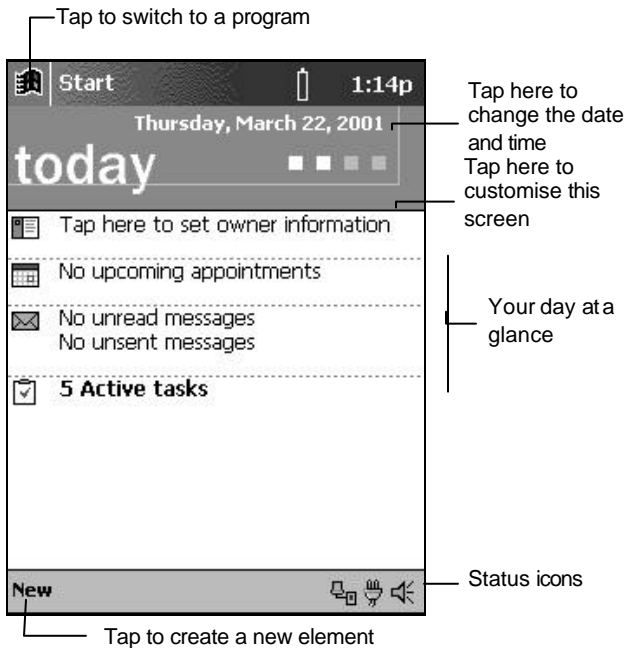 Tap to switch to a program
Start
1:14p
Thursday, March 22, 2001
today
Tap here to
change the date
and time
Tap here to
customise this
screen
Tap here to set owner information
No upcoming appointments
No unread messages
No unsent messages
Your day at a
glance
5 Active tasks
New
Status icons
Tap to create a new element